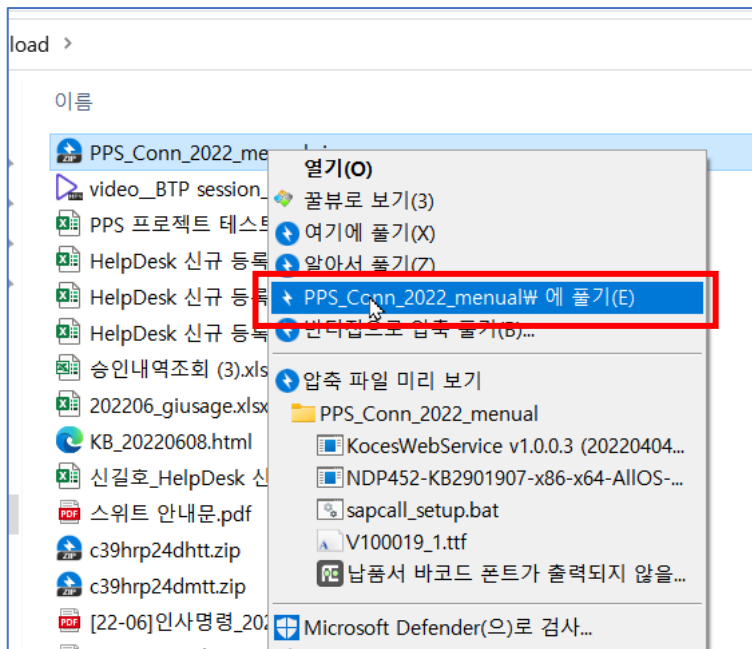 load >
이름
PPS_Conn_2022_me
열기(O)
video__BTP session_
꿀뷰로 보기(3)
여기에 풀기(X)
PPS 프로젝트 테스트
알아서 풀기(Z)
HelpDesk 신규 등록
PPS_Conn_2022_menual₩ 에 풀기(E)
HelpDesk 신규 등록
반디집으로 압축 풀기(B)...
HelpDesk 신규 등록
승인내역조회 (3).xls
압축 파일 미리 보기
202206_giusage.xlsx
PPS_Conn_2022_menual
KB_20220608.html
KocesWebService v1.0.0.3 (20220404...
신길호_HelpDesk 신
NDP452-KB2901907-x86-x64-AllOS-...
스위트 안내문.pdf
sapcall_setup.bat
c39hrp24dhtt.zip
V100019_1.ttf
c39hrp24dmtt.zip
납품서 바코드 폰트가 출력되지 않을...
[22-06]인사명령_202
Microsoft Defender(으)로 검사...